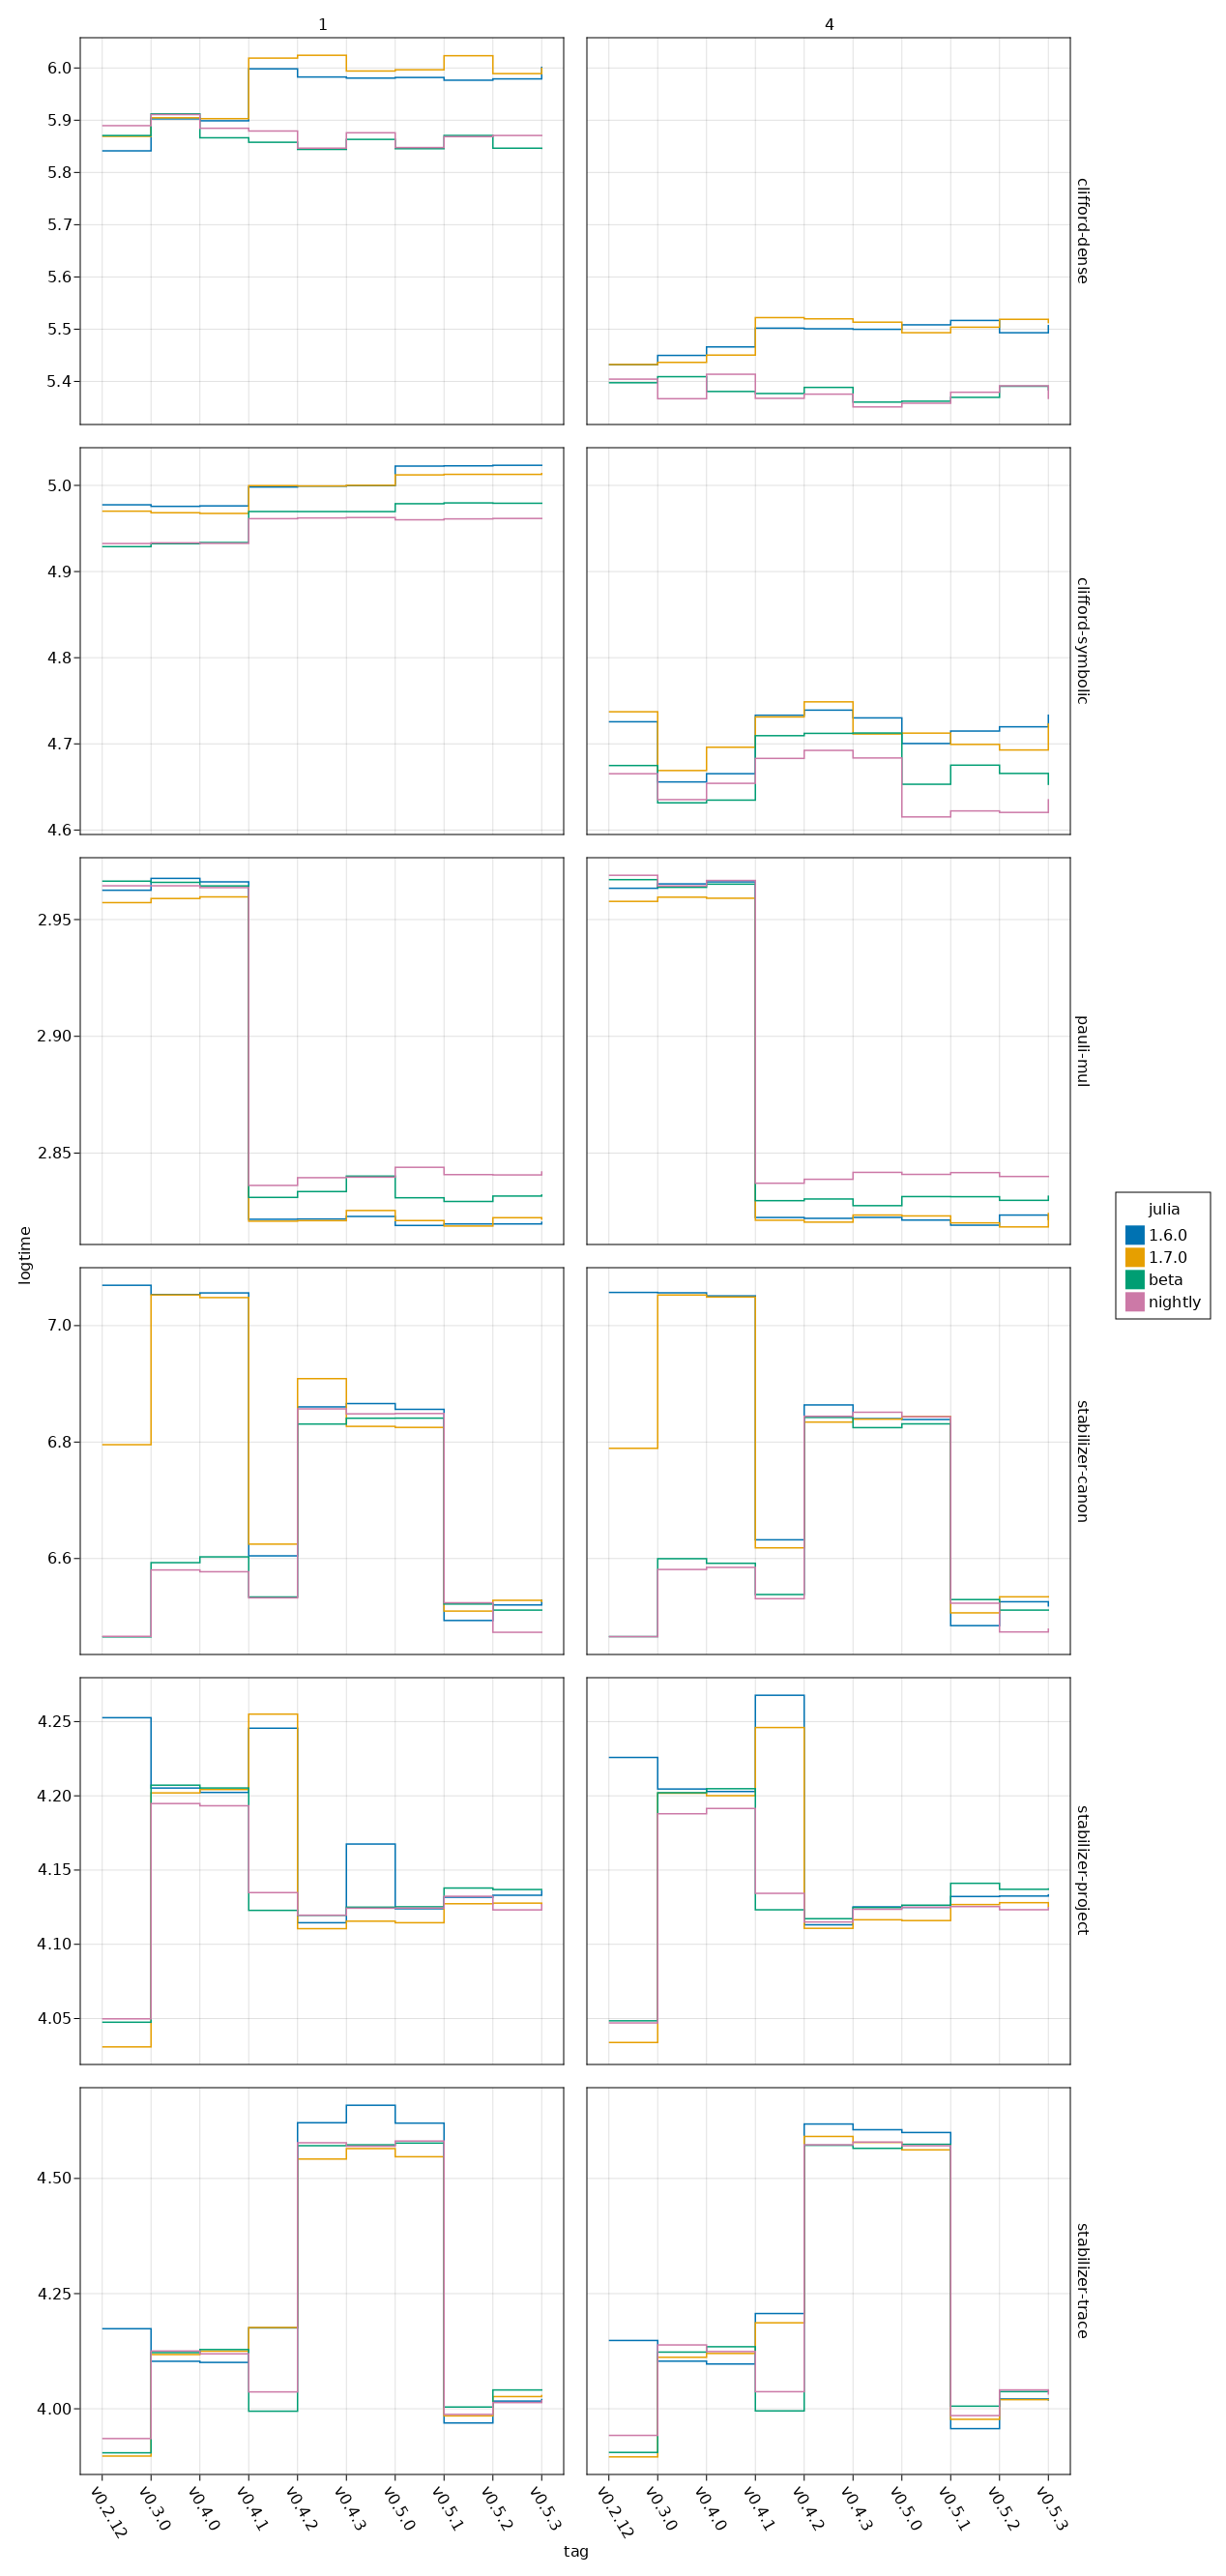 1
4
6.0
5.9
5.8
5.7
5.6
5.5
5.4
clifford-dense
5.0
4.9
4.8
4.7
4.6
clifford-symbolic
2.95
2.90
2.85
pauli-mul
logtime
julia
1.6.0
1.7.0
beta
nightly
7.0
6.8
6.6
stabilizer-canon
4.25
4.20
4.15
4.10
4.05
stabilizer-project
4.50
4.25
4.00
stabilizer-trace
v0.2.12
v0.3.0
v0.4.0
v0.4.1
v0.4.2
v0.4.3
v0.5.0
v0.5.1
v0.5.2
v0.5.3
v0.2.12
v0.3.0
v0.4.0
v0.4.1
v0.4.2
v0.4.3
v0.5.0
v0.5.1
v0.5.2
v0.5.3
tag